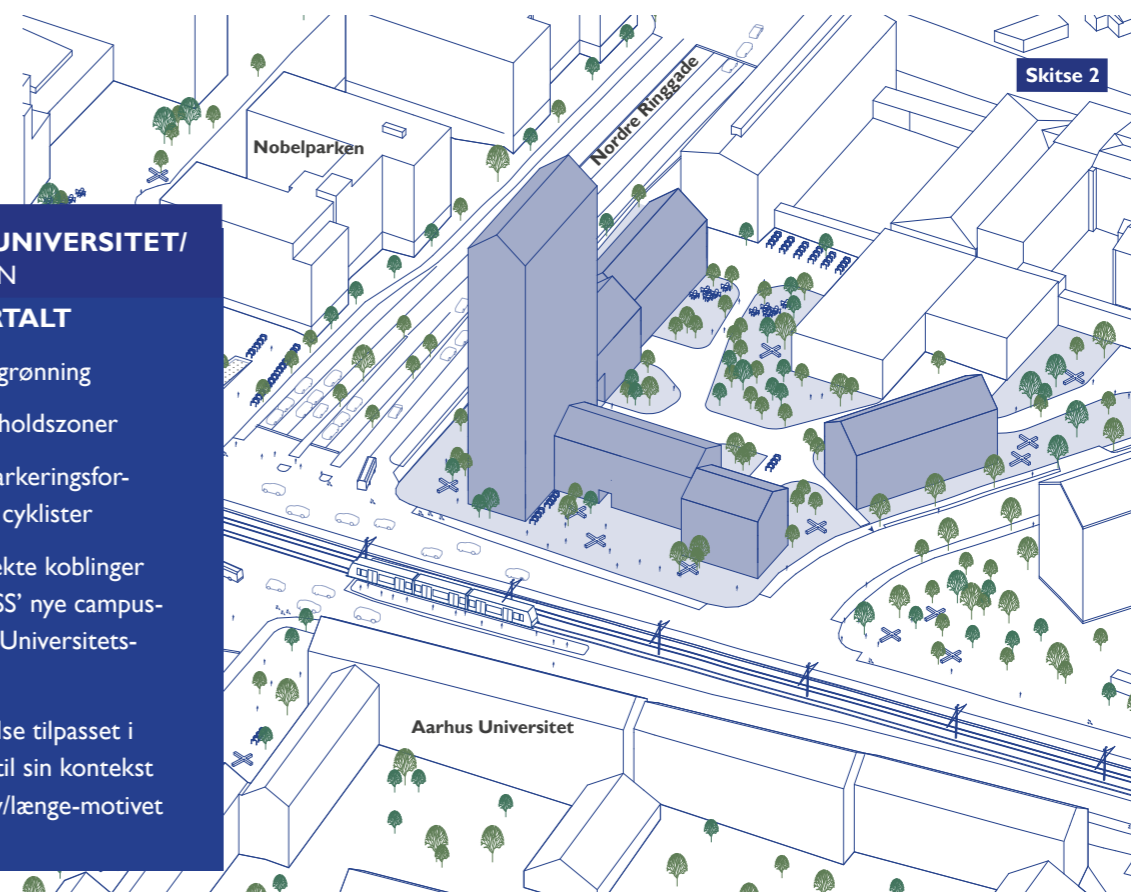 Skitse 2
Nordre Ringgade
Nobelparken
UNIVERSITET/
N
RTALT
grønning
holdszoner
arkeringsfor-
cyklister
ekte koblinger
SS’ nye campus-
Universitets-
lse tilpasset i
til sin kontekst
v/længe-motivet
Aarhus Universitet